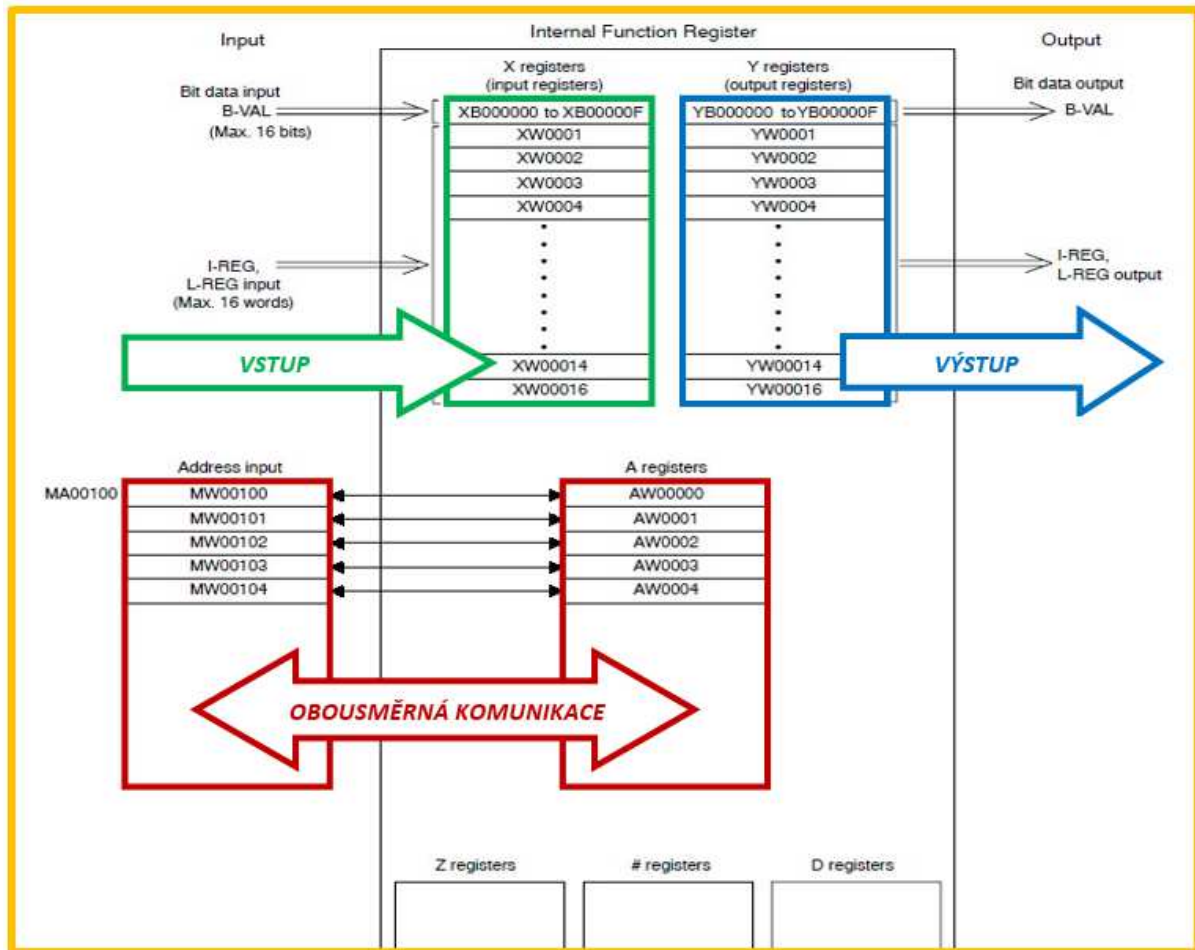 Input
Internal Function Register
Output
X registers
(input registers)
Y registers
(output registers)
Bit data input
B-VAL
(Max. 16 bits)
XB000000 to XB00000F
YB000000 to YB00000F
Bit data output
B-VAL
XW0001
YW0001
XW0002
YW0002
XW0003
YW0003
XW0004
YW0004
I-REG,
L-REG input
(Max. 16 words)
I-REG,
L-REG output
VSTUP
XW00014
YW00014
VÝSTUP
XW00016
YW00016
Address input
A registers
MA00100
MW00100
AW00000
MW00101
AW0001
MW00102
AW0002
MW00103
AW0003
MW00104
AW0004
OBOUSMĚRNÁ KOMUNIKACE
Z registers
# registers
D registers